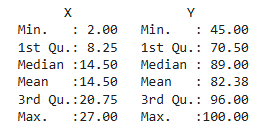 X Y
Min. : 2.00 Min. : 45.00
1st Qu.: 8.25 1st Qu.: 70.50
Median :14.50 Median : 89.00
Mean :14.50 Mean : 82.38
3rd Qu.:20.75 3rd Qu.: 96.00
Max. :27.00 Max. :100.00